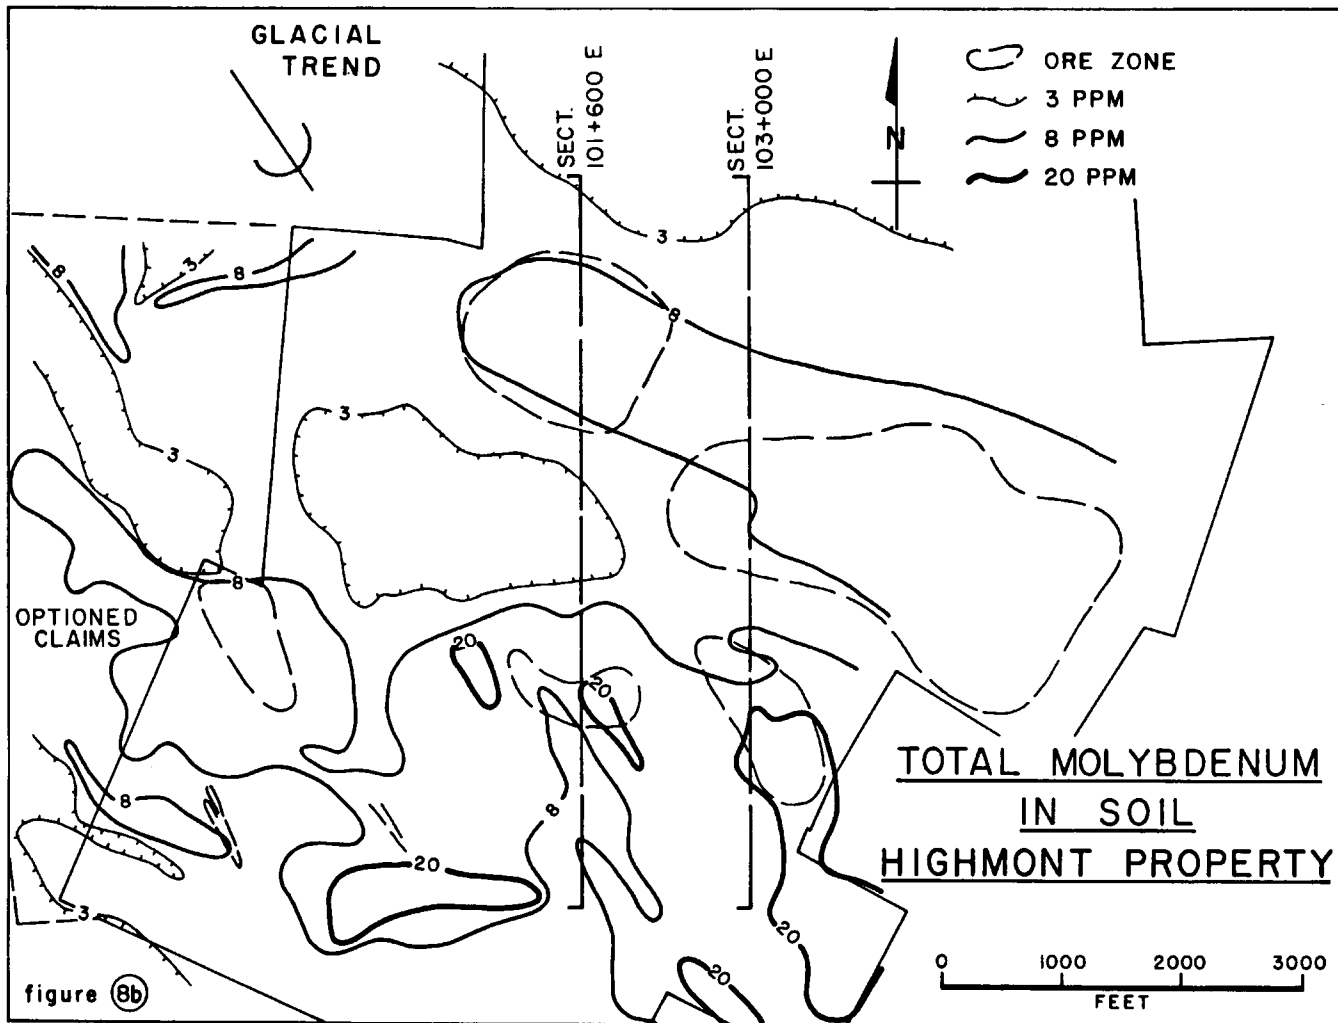 GLACIAL
TREND
SECT.
101+600 E
SECT.
103+000 E
N
ORE ZONE
3 PPM
8 PPM
20 PPM
3
8
3
8
8
3
3
8
OPTIONED
CLAIMS
20
20
8
8
20
3
20
20
TOTAL MOLYBDENUM
IN SOIL
HIGHMONT PROPERTY
0 1000 2000 3000
FEET
figure 8b